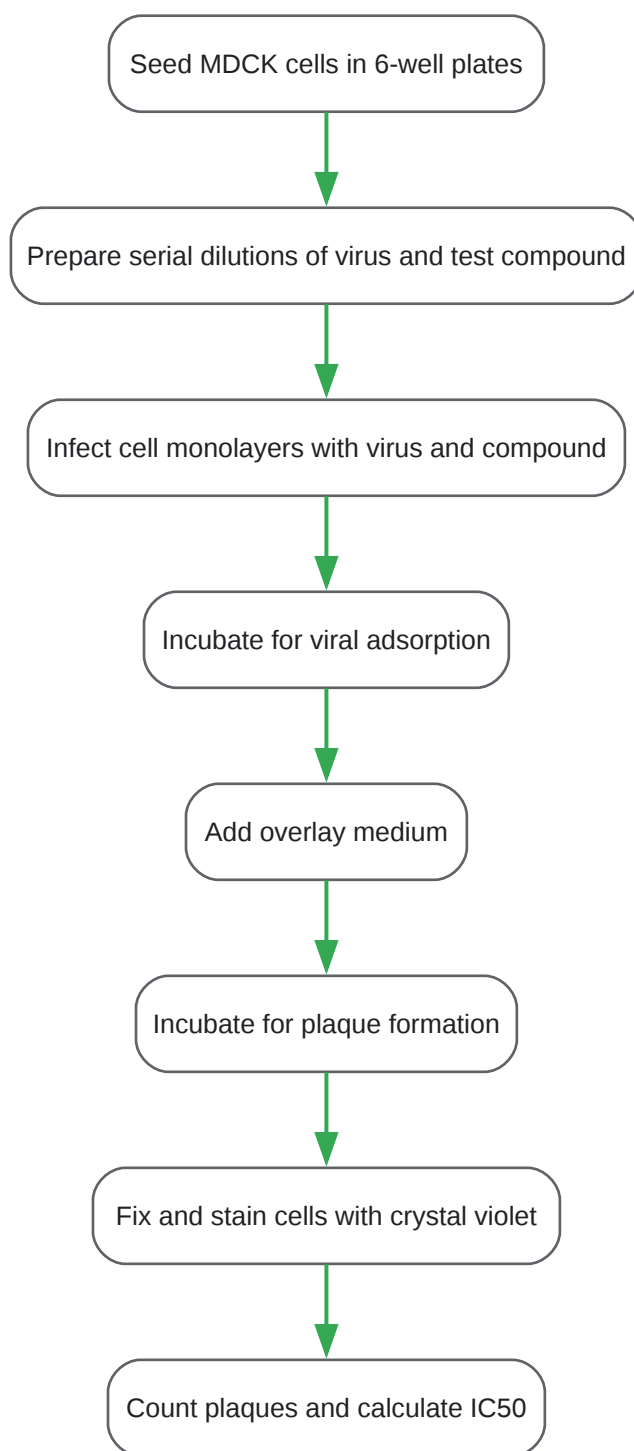 Seed MDCK cells in 6-well plates
Prepare serial dilutions of virus and test compound
Infect cell monolayers with virus and compound
Incubate for viral adsorption
Add overlay medium
Incubate for plaque formation
Fix and stain cells with crystal violet
Count plaques and calculate IC50